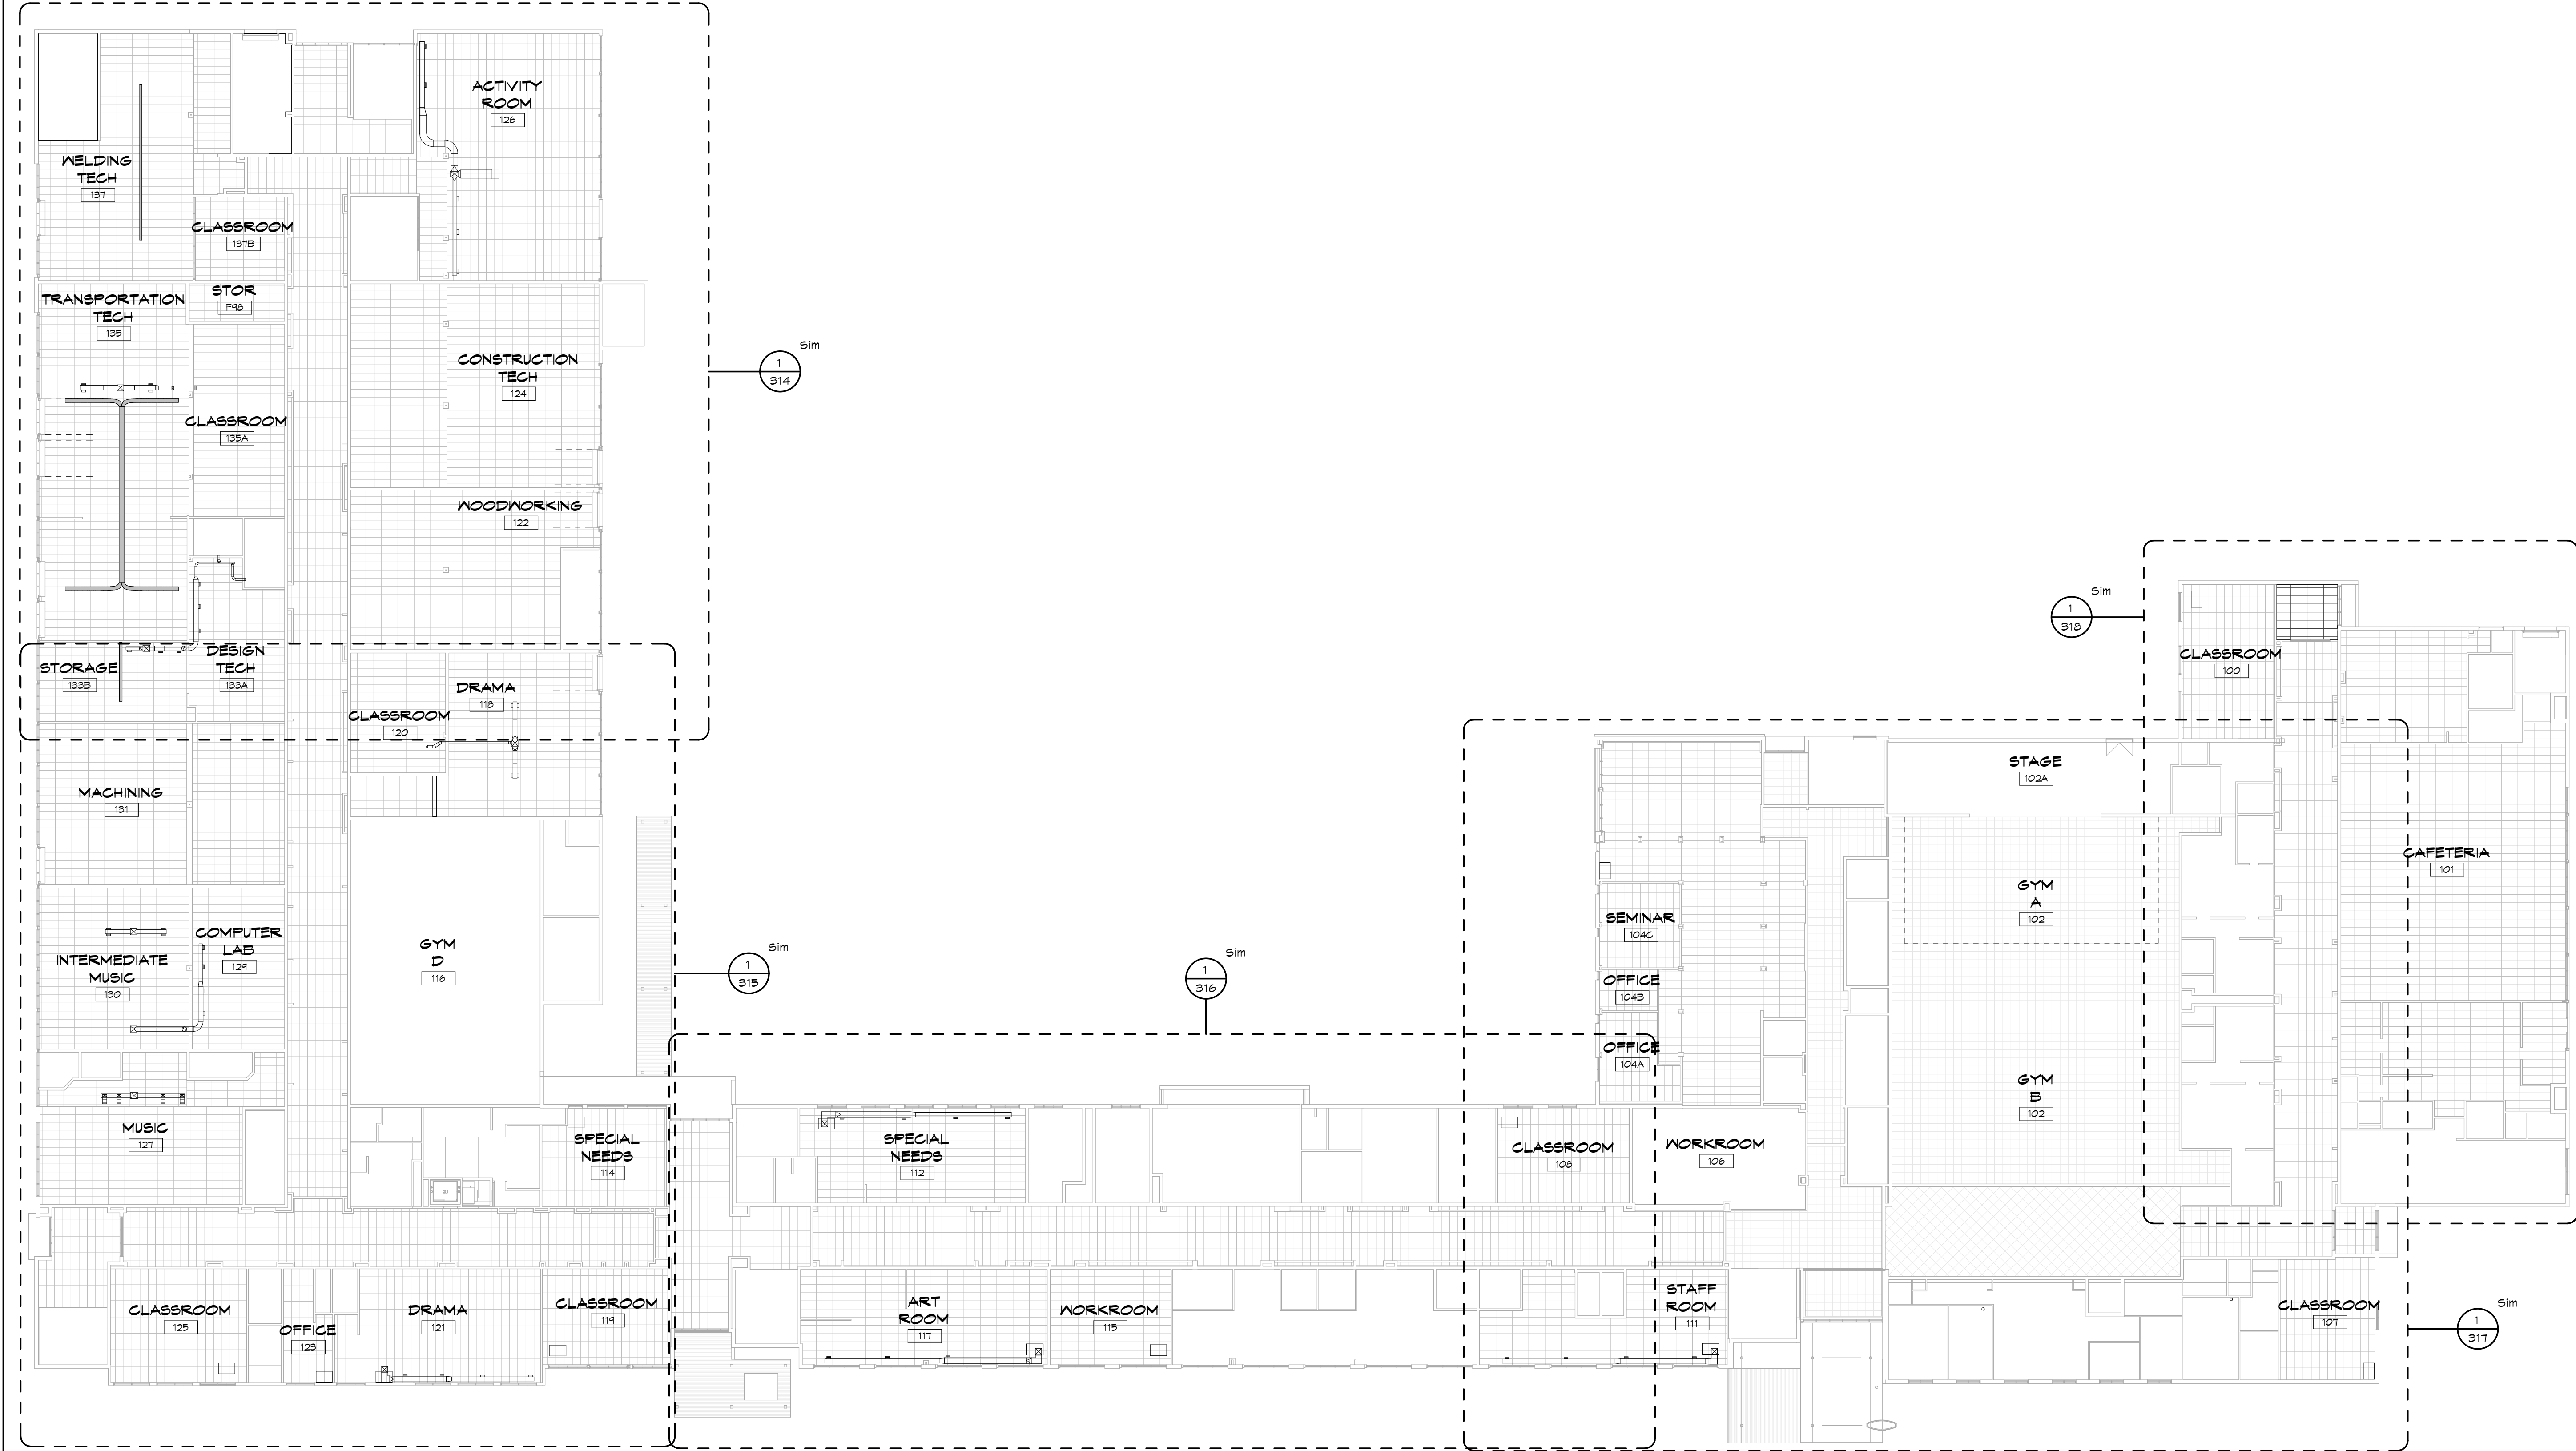 ACTIVITY
ROOM
126
WELDING
TECH
137
CLASSROOM
137B
TRANSPORTATION
TECH
135
STOR
F98
CONSTRUCTION
TECH
124
Sim
1
314
CLASSROOM
135A
WOODWORKING
122
STORAGE
133B
DESIGN
TECH
133A
DRAMA
118
CLASSROOM
120
MACHINING
131
INTERMEDIATE
MUSIC
130
COMPUTER
LAB
129
GYM
D
116
Sim
1
315
Sim
1
316
MUSIC
127
SPECIAL
NEEDS
114
SPECIAL
NEEDS
112
CLASSROOM
108
WORKROOM
106
CLASSROOM
125
OFFICE
123
DRAMA
121
CLASSROOM
119
ART
ROOM
117
WORKROOM
115
STAFF
ROOM
111
SEMINAR
104C
OFFICE
104B
OFFICE
104A
STAGE
102A
GYM
A
102
GYM
B
102
Sim
1
318
CLASSROOM
100
CAFETERIA
101
CLASSROOM
107
Sim
1
317